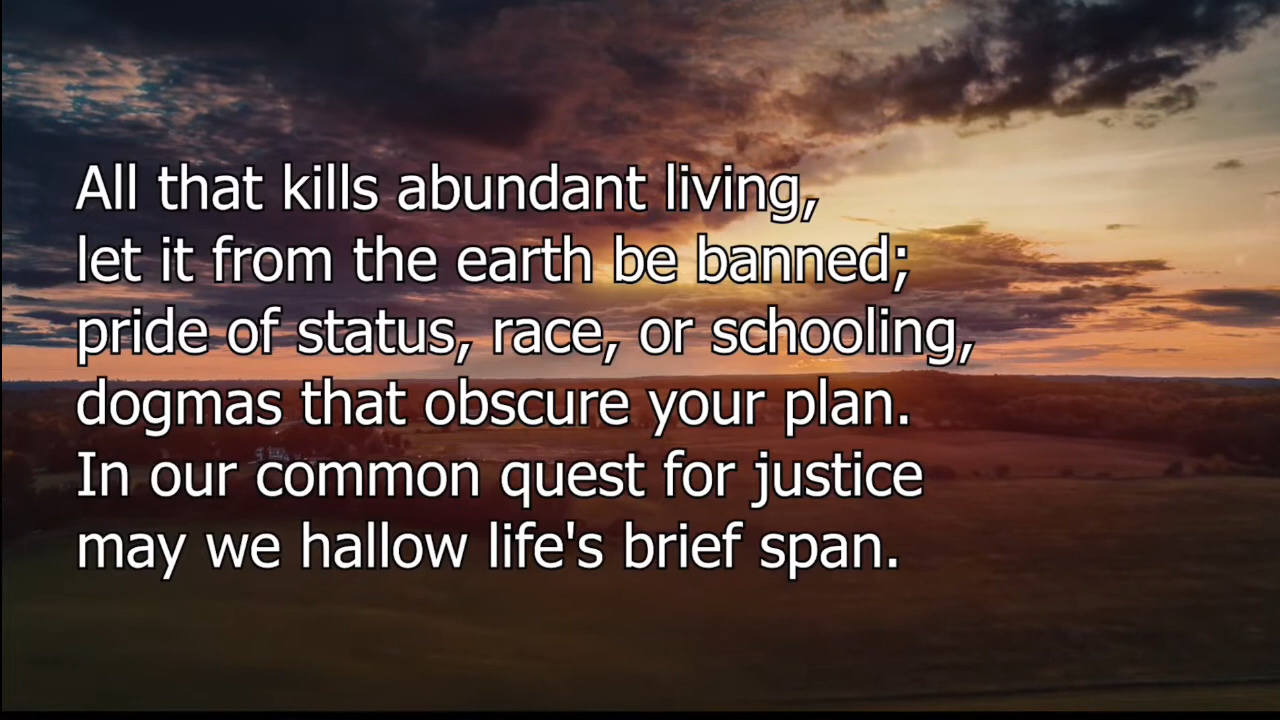 All that kills abundant living,
let it from the earth be banned;
pride of status, race, or schooling,
dogmas that obscure your plan.
In our common quest for justice
may we hallow life's brief span.